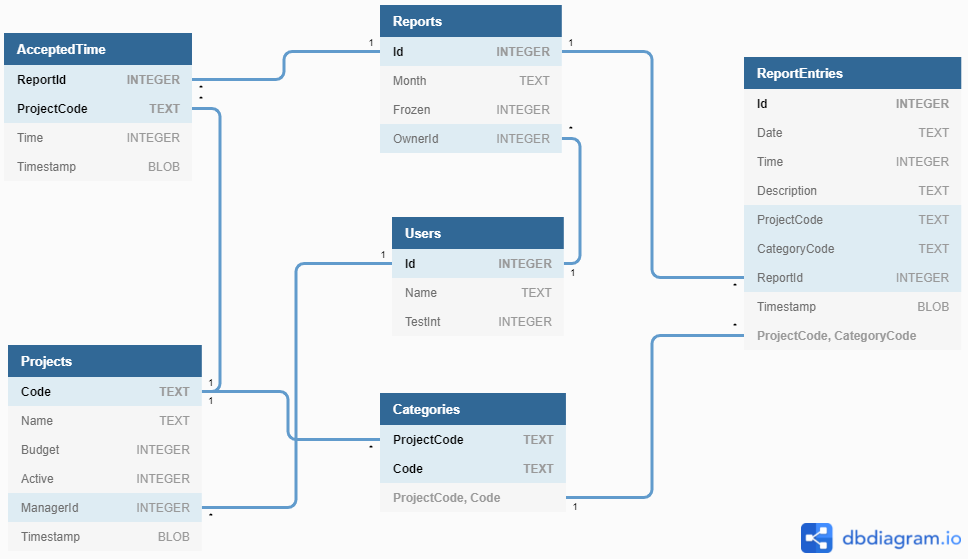 AcceptedTime
ReportId INTEGER
ProjectCode TEXT
Time INTEGER
Timestamp BLOB
Reports
Id INTEGER
Month TEXT
Frozen INTEGER
OwnerId INTEGER
ReportEntries
Id INTEGER
Date TEXT
Time INTEGER
Description TEXT
ProjectCode TEXT
CategoryCode TEXT
ReportId INTEGER
Timestamp BLOB
ProjectCode, CategoryCode
Users
Id INTEGER
Name TEXT
TestInt INTEGER
Projects
Code TEXT
Name TEXT
Budget INTEGER
Active INTEGER
ManagerId INTEGER
Timestamp BLOB
Categories
ProjectCode TEXT
Code TEXT
ProjectCode, Code
1
*
*
1
*
1
1
1
1
*
*
*
*
1
dbdiagram.io